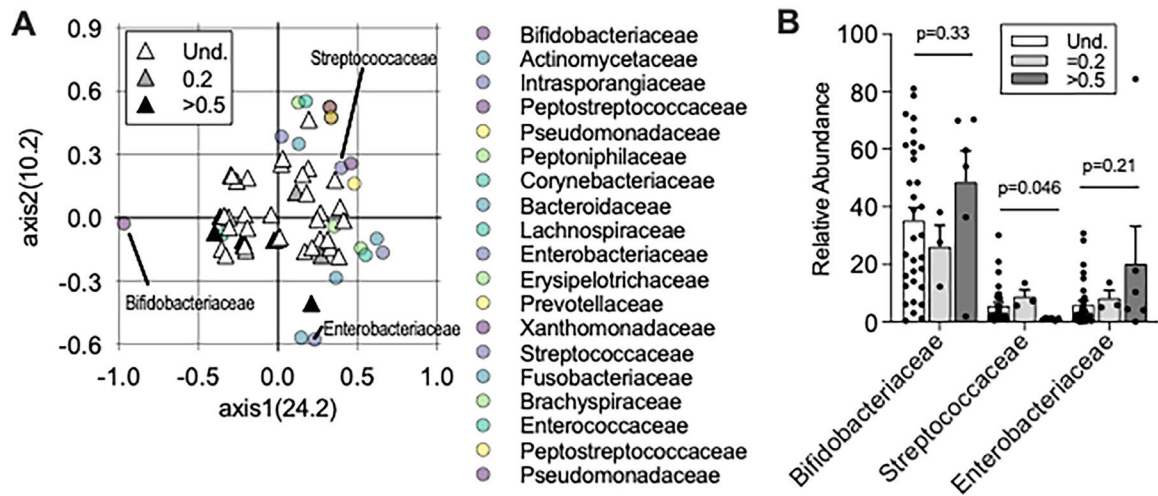 A
0.9
0.6
0.3
0.0
-0.3
-0.6
axis2(10.2)
-1.0
-0.5
0.0
0.5
1.0
axis1(24.2)
Und.
0.2
>0.5
Streptococcaceae
Bifidobacteriaceae
Enterobacteriaceae
Bifidobacteriaceae
Actinomycetaceae
Intrasporangiaceae
Peptostreptococcaceae
Pseudomonadaceae
Peptoniphilaceae
Corynebacteriaceae
Bacteroidaceae
Lachnospiraceae
Enterobacteriaceae
Erysipelotrichaceae
Prevotellaceae
Xanthomonadaceae
Streptococcaceae
Fusobacteriaceae
Brachyspiraceae
Enterococcaceae
Peptostreptococcaceae
Pseudomonadaceae
B
100
80
60
40
20
0
Relative Abundance
p=0.33
p=0.046
p=0.21
Und.
=0.2
>0.5
Bifidobacteriaceae
Streptococcaceae
Enterobacteriaceae